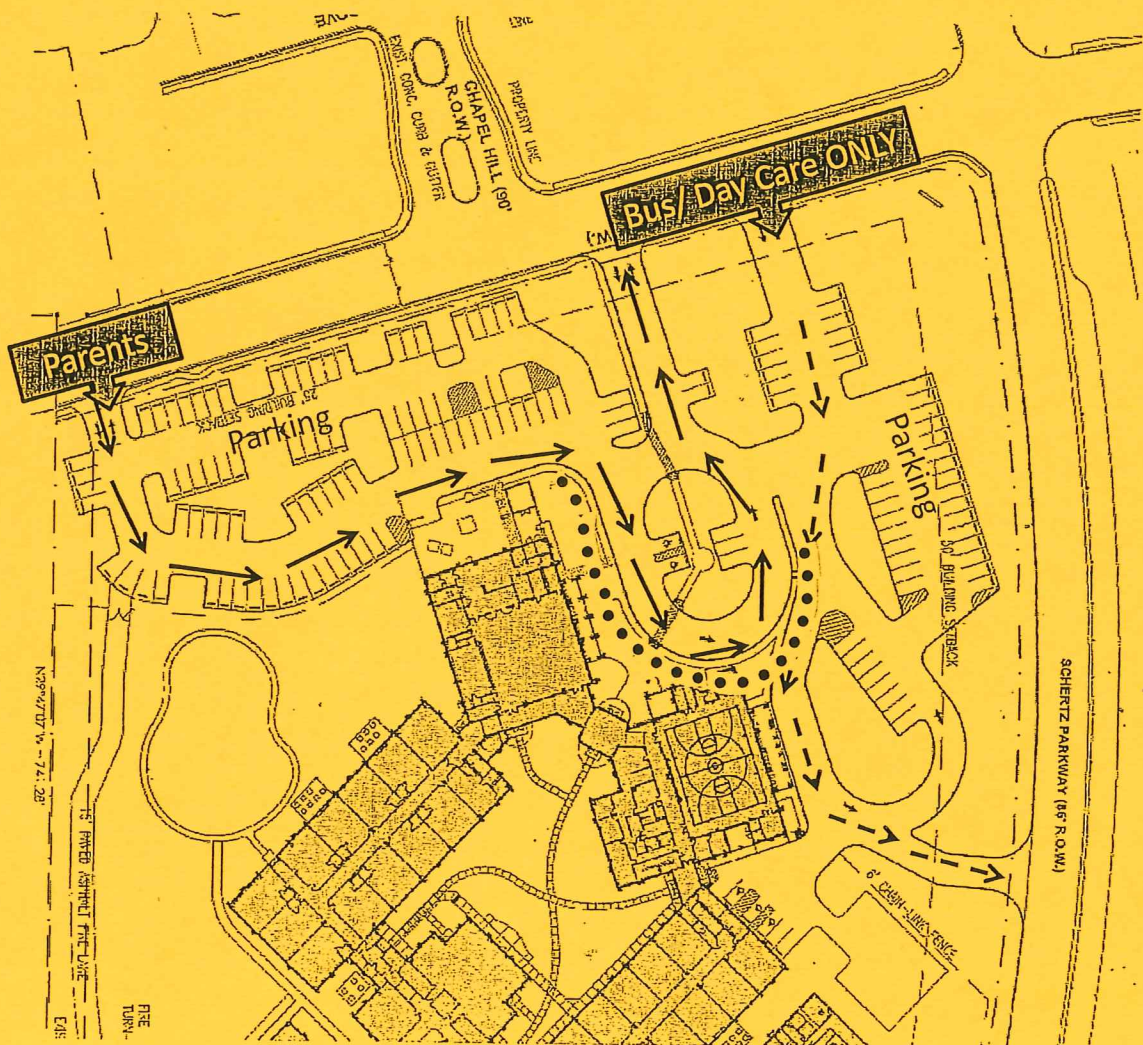 PROPERTY LINE
CHAPEL HILL (90'
R.O.W.)
EXIST. CONC. CURB & GUTTER
Bus/ Day Care ONLY
W.)
Parents
25' BUILDING SETBACK
Parking
Parking
BUILDING SETBACK
SCHERTZ PARKWAY (86' R.O.W.)
6' CHAIN-LINK FENCE
15' PAVED ASPHALT FIRE LANE
FIRE
TURN-